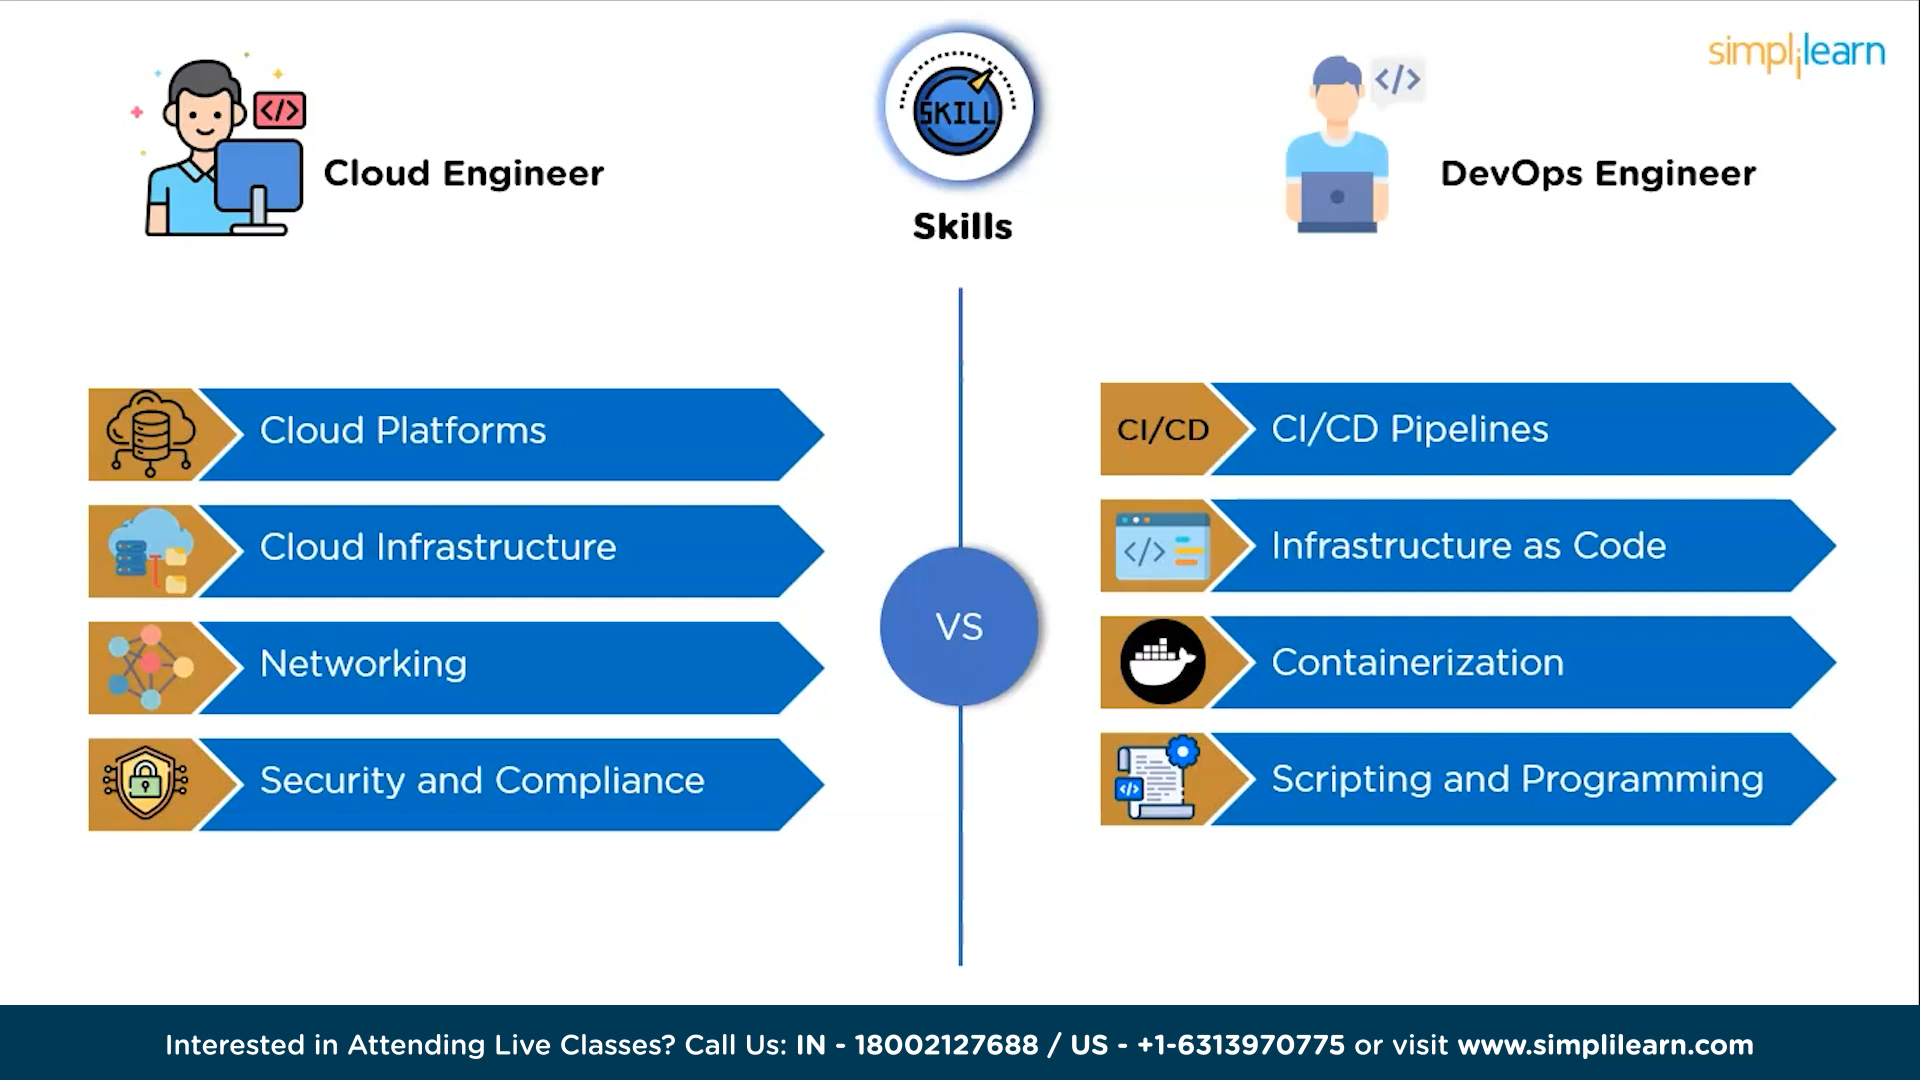 simplilearn
</>
SKILL
</>
Cloud Engineer
Skills
DevOps Engineer
Cloud Platforms
Cloud Infrastructure
Networking
Security and Compliance
VS
CI/CD
CI/CD Pipelines
</>
Infrastructure as Code
Containerization
</>
Scripting and Programming
Interested in Attending Live Classes? Call Us: IN - 18002127688 / US - +1-6313970775 or visit www.simplilearn.com